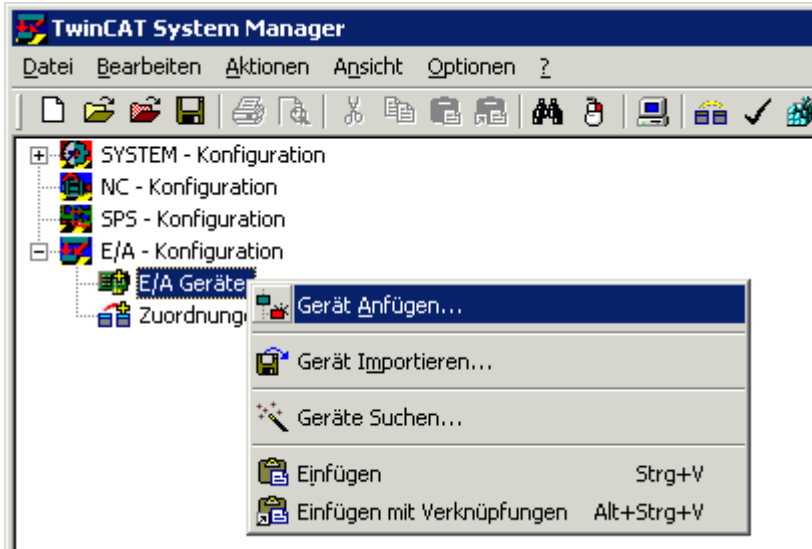 TwinCAT System Manager
Datei Bearbeiten Aktionen Ansicht Optionen ?
SYSTEM - Konfiguration
NC - Konfiguration
SPS - Konfiguration
E/A - Konfiguration
E/A Geräte
Zuordnunge
Gerät Anfügen...
Gerät Importieren...
Geräte Suchen...
Einfügen Strg+V
Einfügen mit Verknüpfungen Alt+Strg+V